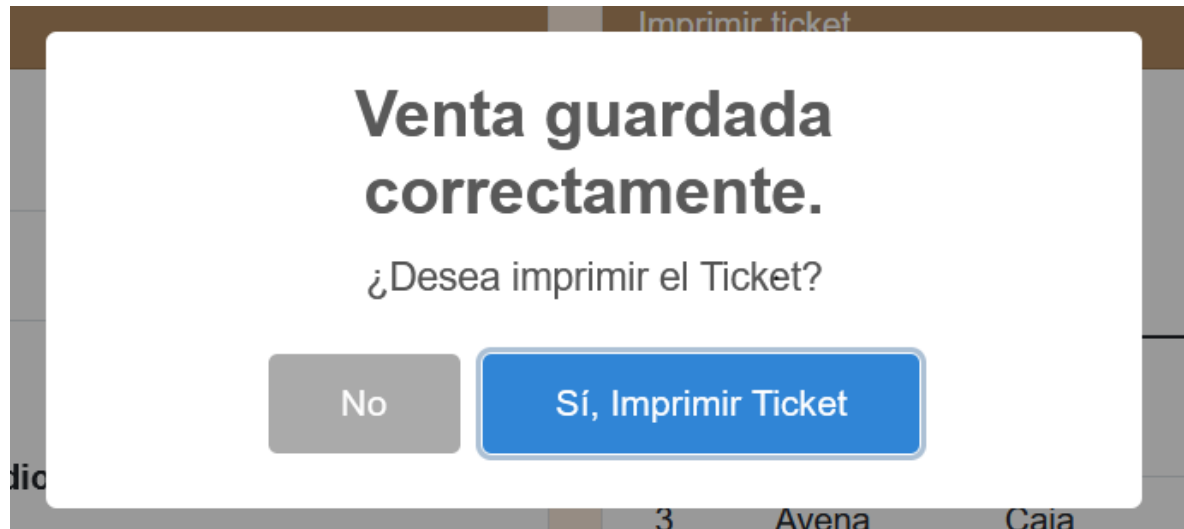 Imprimir ticket
Venta guardada
correctamente.
¿Desea imprimir el Ticket?
No
Sí, Imprimir Ticket
3 Avena Caja